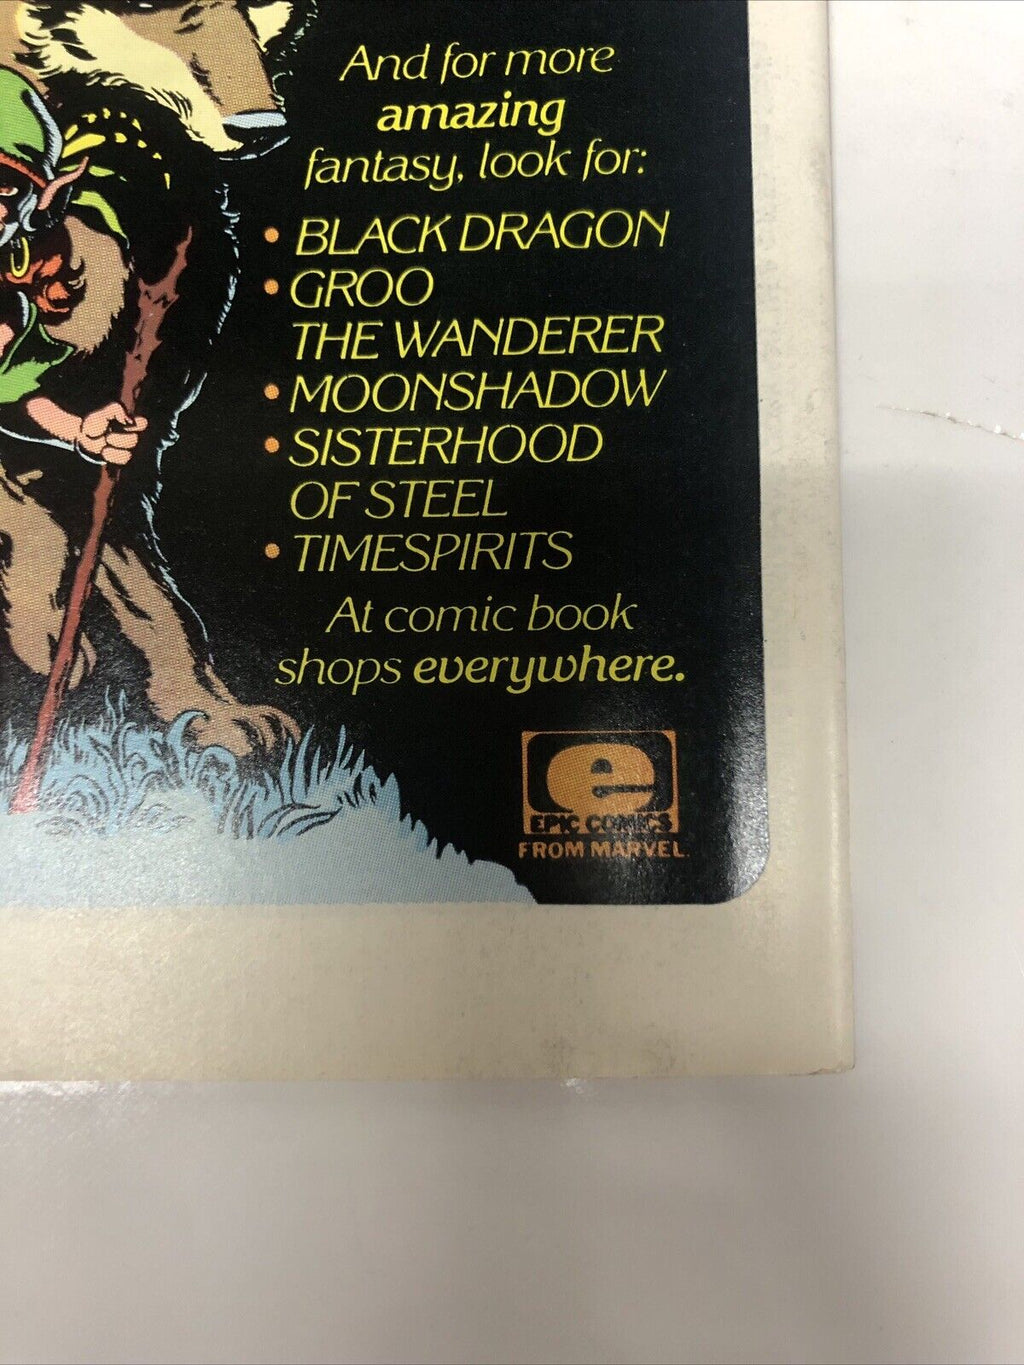 And for more
amazing
fantasy, look for:
• BLACK DRAGON
• GROO
THE WANDERER
• MOONSHADOW
• SISTERHOOD
OF STEEL
• TIMESPIRITS
At comic book
shops everywhere.
e
EPIC COMICS
FROM MARVEL.